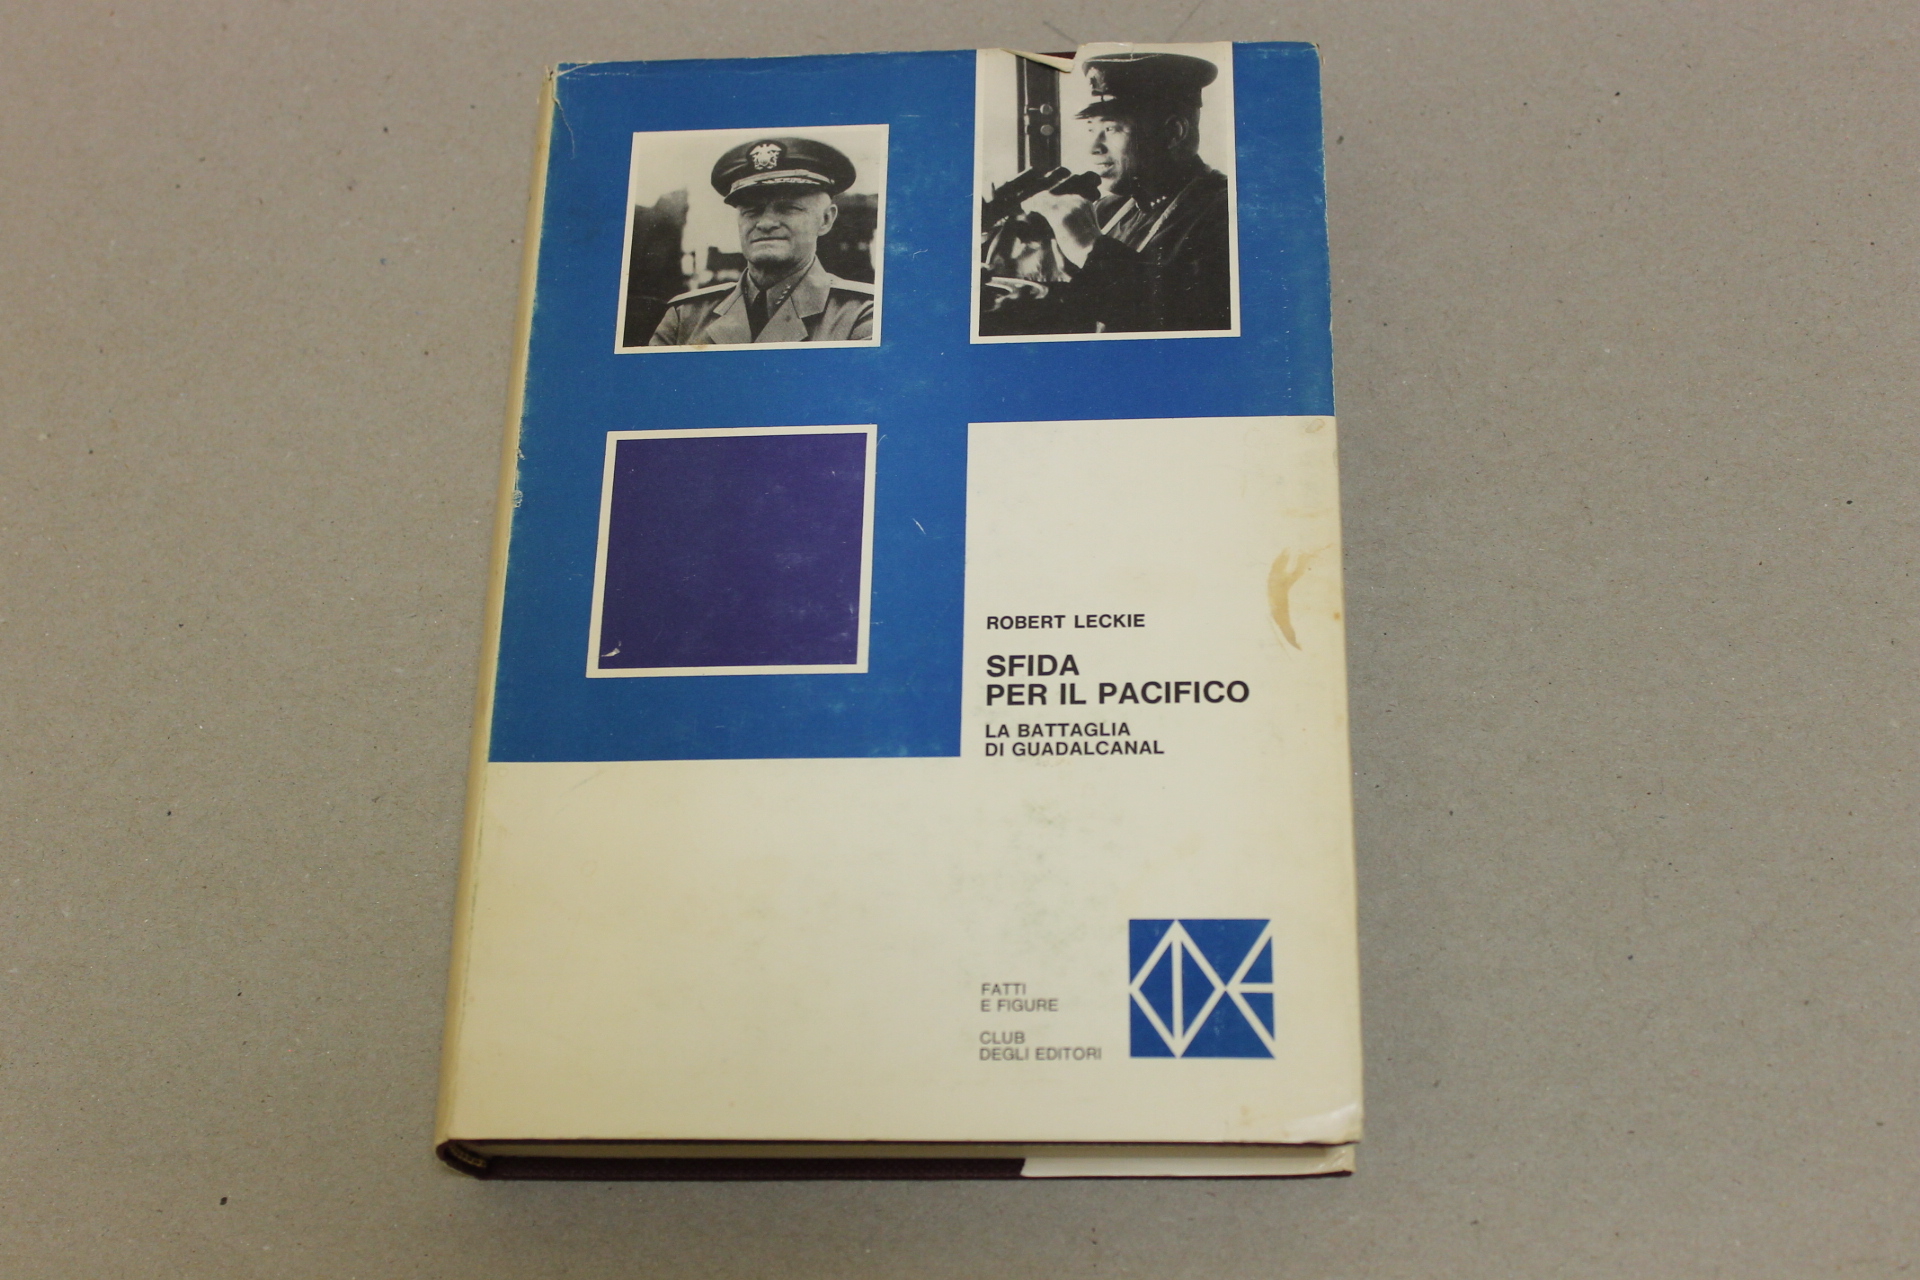 ROBERT LECKIE
SFIDA
PER IL PACIFICO
LA BATTAGLIA
DI GUADALCANAL
FATTI
E FIGURE
CLUB
DEGLI EDITORI